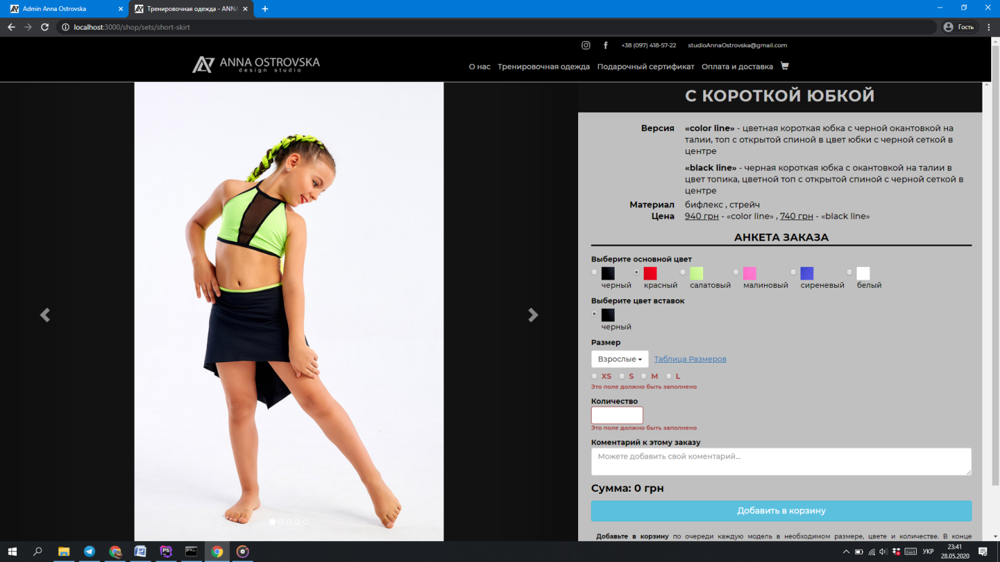 Admin Anna Ostrovska
Тренировочная одежда - ANN
localhost:3000/shop/sets/short-skirt
Гость
+38 (097) 418-57-22
studioAnnaOstrovska@gmail.com
ANNA OSTROVSKA
design studio
О нас
Тренировочная одежда
Подарочный сертификат
Оплата и доставка
С КОРОТКОЙ ЮБКОЙ
Версия «color line» - цветная короткая юбка с черной окантовкой на
талии, топ с открытой спиной в цвет юбки с черной сеткой в
центре
«black line» - черная короткая юбка с окантовкой на талии в
цвет топика, цветной топ с открытой спиной с черной сеткой в
центре
Материал бифлекс , стрейч
Цена 940 грн - «color line» , 740 грн - «black line»
АНКЕТА ЗАКАЗА
Выберите основной цвет
черный красный салатовый малиновый сиреневый белый
Выберите цвет вставок
черный
Размер
Взрослые Таблица Размеров
XS S M L
Это поле должно быть заполнено
Количество
Это поле должно быть заполнено
Коментарий к этому заказу
Можете добавить свой коментарий...
Сумма: 0 грн
Добавить в корзину
Добавьте в корзину по очереди каждую модель в необходимом размере, цвете и количестве. В конце
PS
УКР
23:41
28.05.2020